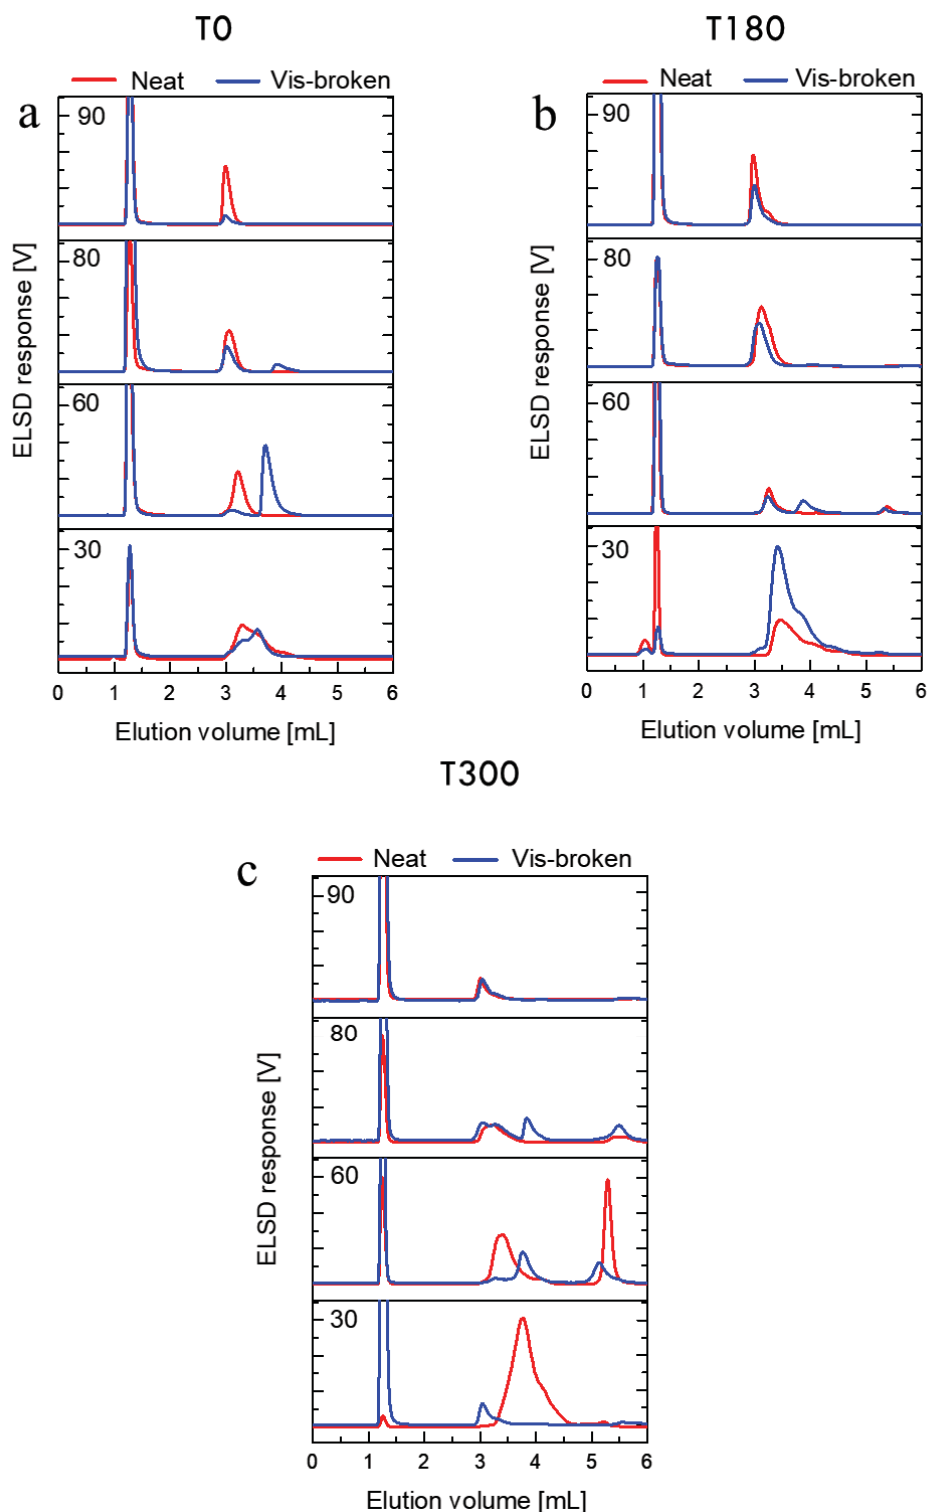 T0
T180
Neat Vis-broken
Neat Vis-broken
a
b
90
80
60
30
ELSD response [V]
0 1 2 3 4 5 6
Elution volume [mL]
90
80
60
30
ELSD response [V]
0 1 2 3 4 5 6
Elution volume [mL]
T300
Neat Vis-broken
c
90
80
60
30
ELSD response [V]
0 1 2 3 4 5 6
Elution volume [mL]